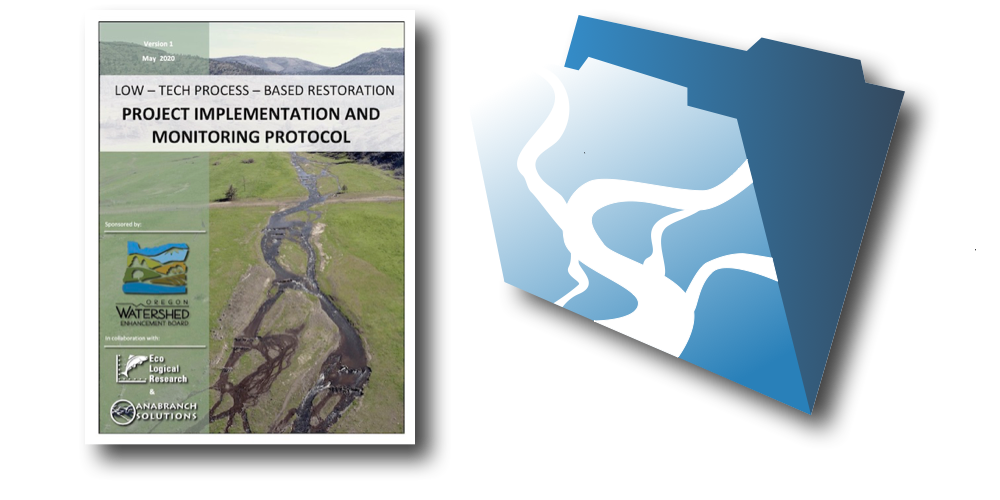 Version 1
May 2020
LOW – TECH PROCESS – BASED RESTORATION
PROJECT IMPLEMENTATION AND
MONITORING PROTOCOL
Sponsored by:
OREGON
WATERSHED
ENHANCEMENT BOARD
In collaboration with:
Eco
Logical
Research
&
ANABRANCH
SOLUTIONS